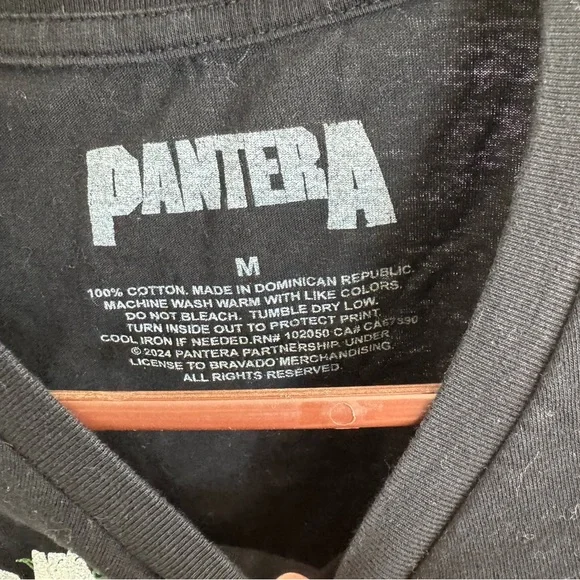 PANTERA
M
100% COTTON. MADE IN DOMINICAN REPUBLIC
MACHINE WASH WARM WITH LIKE COLORS.
DO NOT BLEACH. TUMBLE DRY LOW.
TURN INSIDE OUT TO PROTECT PRINT.
COOL IRON IF NEEDED.RN# 102050 CA#
© 2024 PANTERA PARTNERSHIP. UNDER
LICENSE TO BRAVADO MERCHANDISING.
ALL RIGHTS RESERVED.